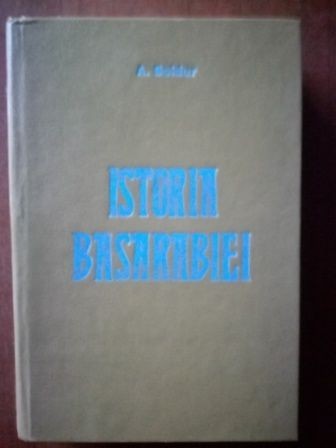 A. Boldur
ISTORIA
BASARABIEI